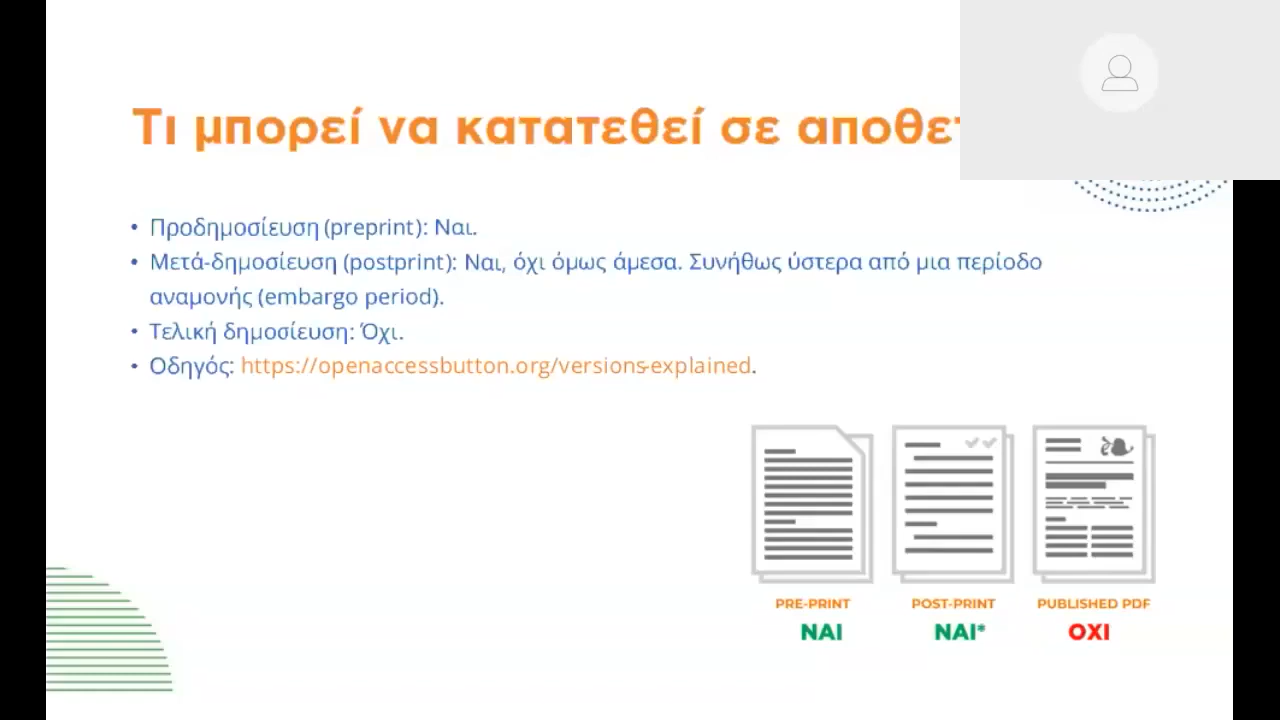 Τι μπορεί να κατατεθεί σε
• Προδημοσίευση (preprint): Ναι.
• Μετά-δημοσίευση (postprint): Ναι, όχι όμως άμεσα. Συνήθως ύστερα από μια περίοδο
αναμονής (embargo period).
• Τελική δημοσίευση: Όχι.
• Οδηγός: https://openaccessbutton.org/versions-explained.
PRE-PRINT POST-PRINT PUBLISHED PDF
ΝΑΙ ΝΑΙ* ΟΧΙ